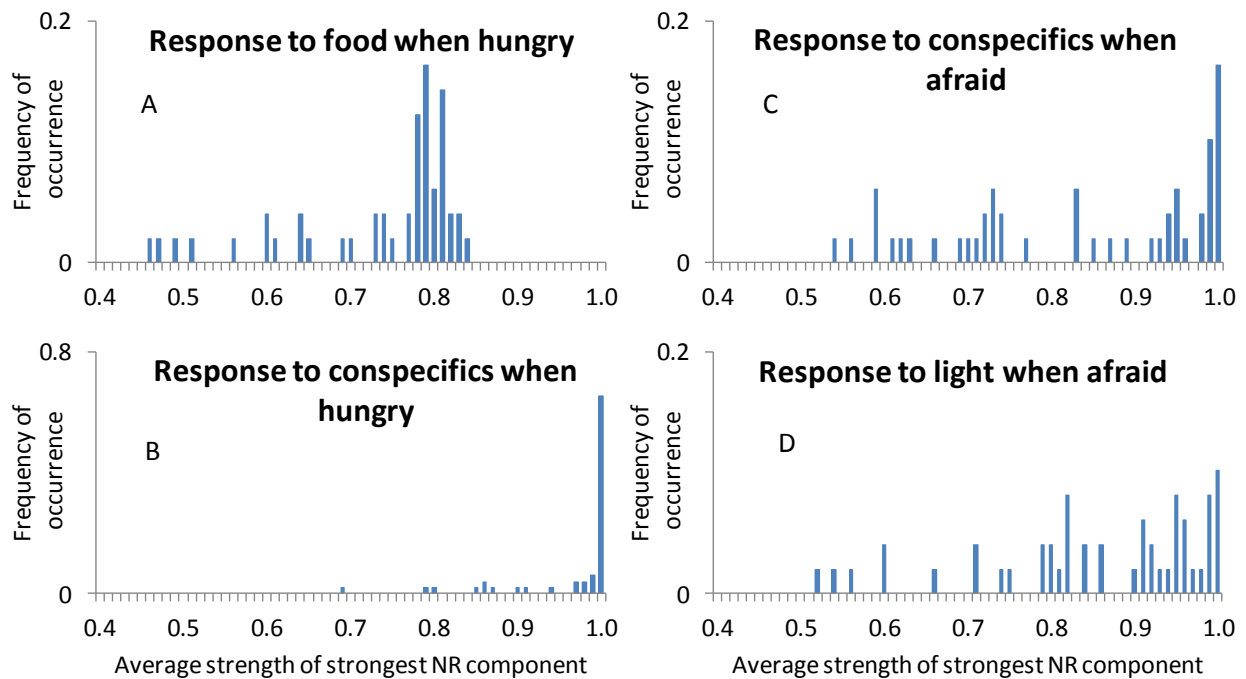 0.2
Response to food when hungry
A
Frequency of
occurrence
0
0.4 0.5 0.6 0.7 0.8 0.9 1.0
0.2
Response to conspecifics when
afraid
C
Frequency of
occurrence
0
0.4 0.5 0.6 0.7 0.8 0.9 1.0
0.8
Response to conspecifics when
hungry
B
Frequency of
occurrence
0
0.4 0.5 0.6 0.7 0.8 0.9 1.0
Average strength of strongest NR component
0.2
Response to light when afraid
D
Frequency of
occurrence
0
0.4 0.5 0.6 0.7 0.8 0.9 1.0
Average strength of strongest NR component